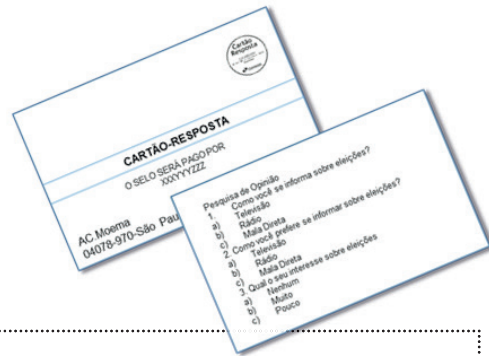 Cartão
Resposta
CARTÃO-RESPOSTA
O SELO SERÁ PAGO POR
XXXYYYZZZ
AC.Moema
04078-970-São Pau
Pesquisa de Opinião
1. Como você se informa sobre eleições?
a) Televisão
b) Rádio
c) Mala Direta
2. Como você prefere se informar sobre eleições?
a) Televisão
b) Rádio
c) Mala Direta
3. Qual o seu interesse sobre eleições
a) Nenhum
b) Muito
c) Pouco